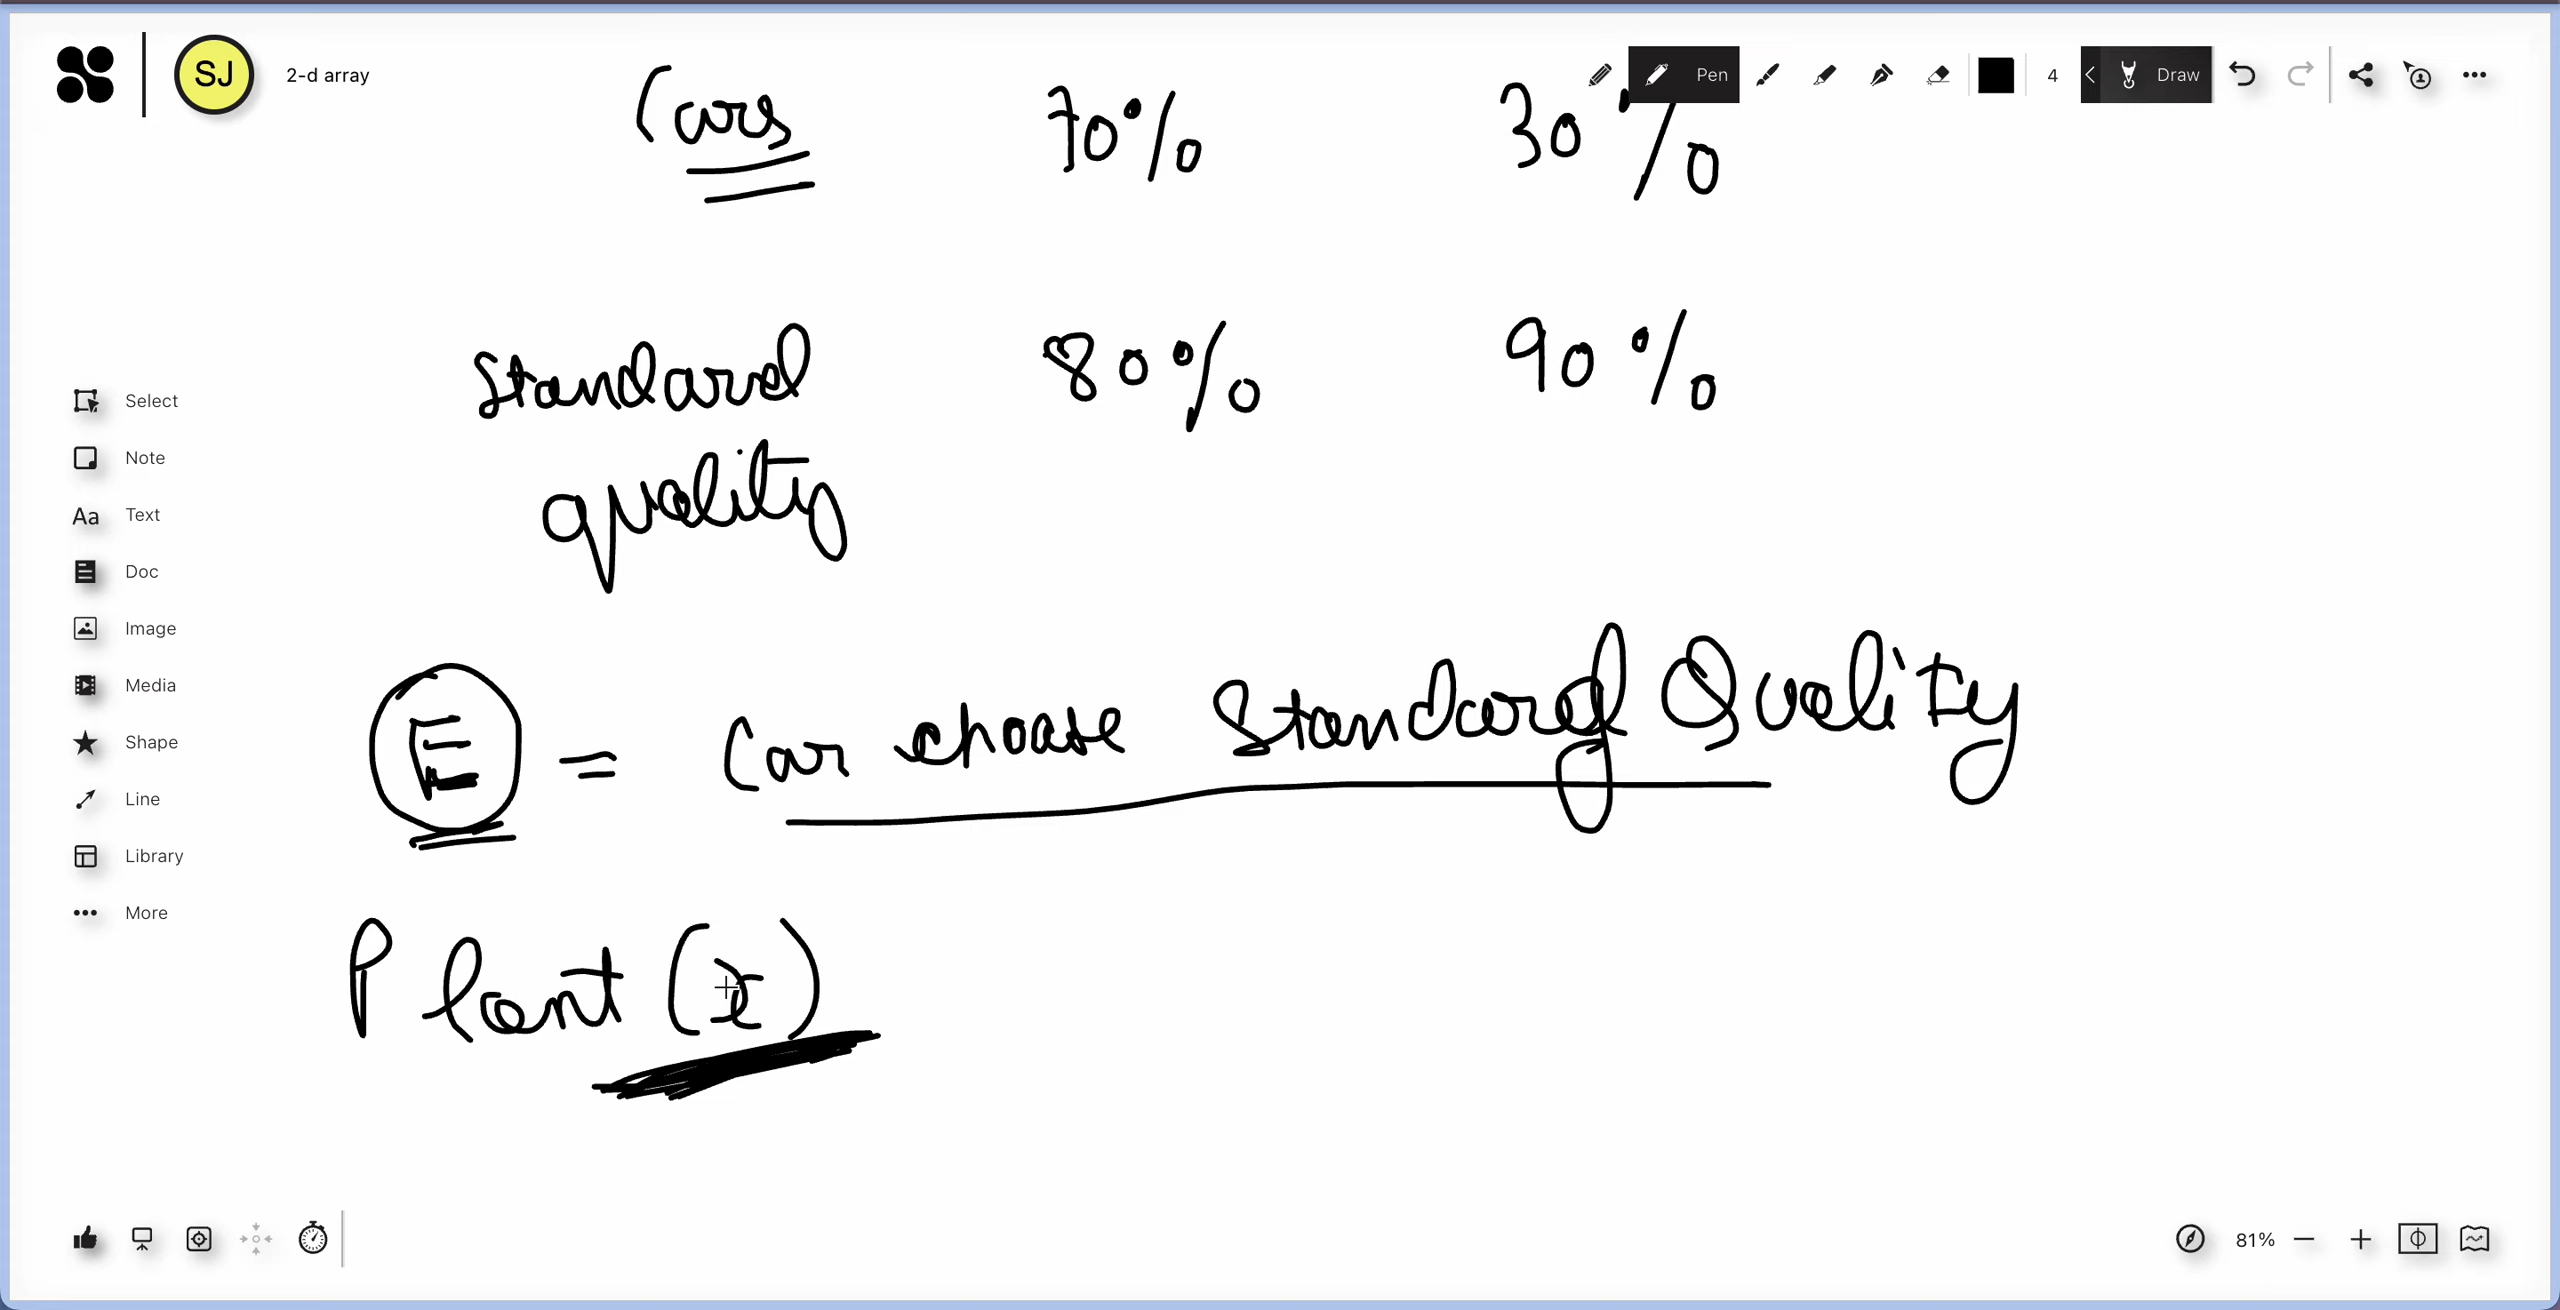 SJ 2-d array Pen 4 Draw
Cars 70% 30%
Standard 80% 90%
quality
Select
Note
Aa Text
Doc
Image
Media
Shape
Line
Library
More
E = Car choose Standard Quality
Plant (x)
81%